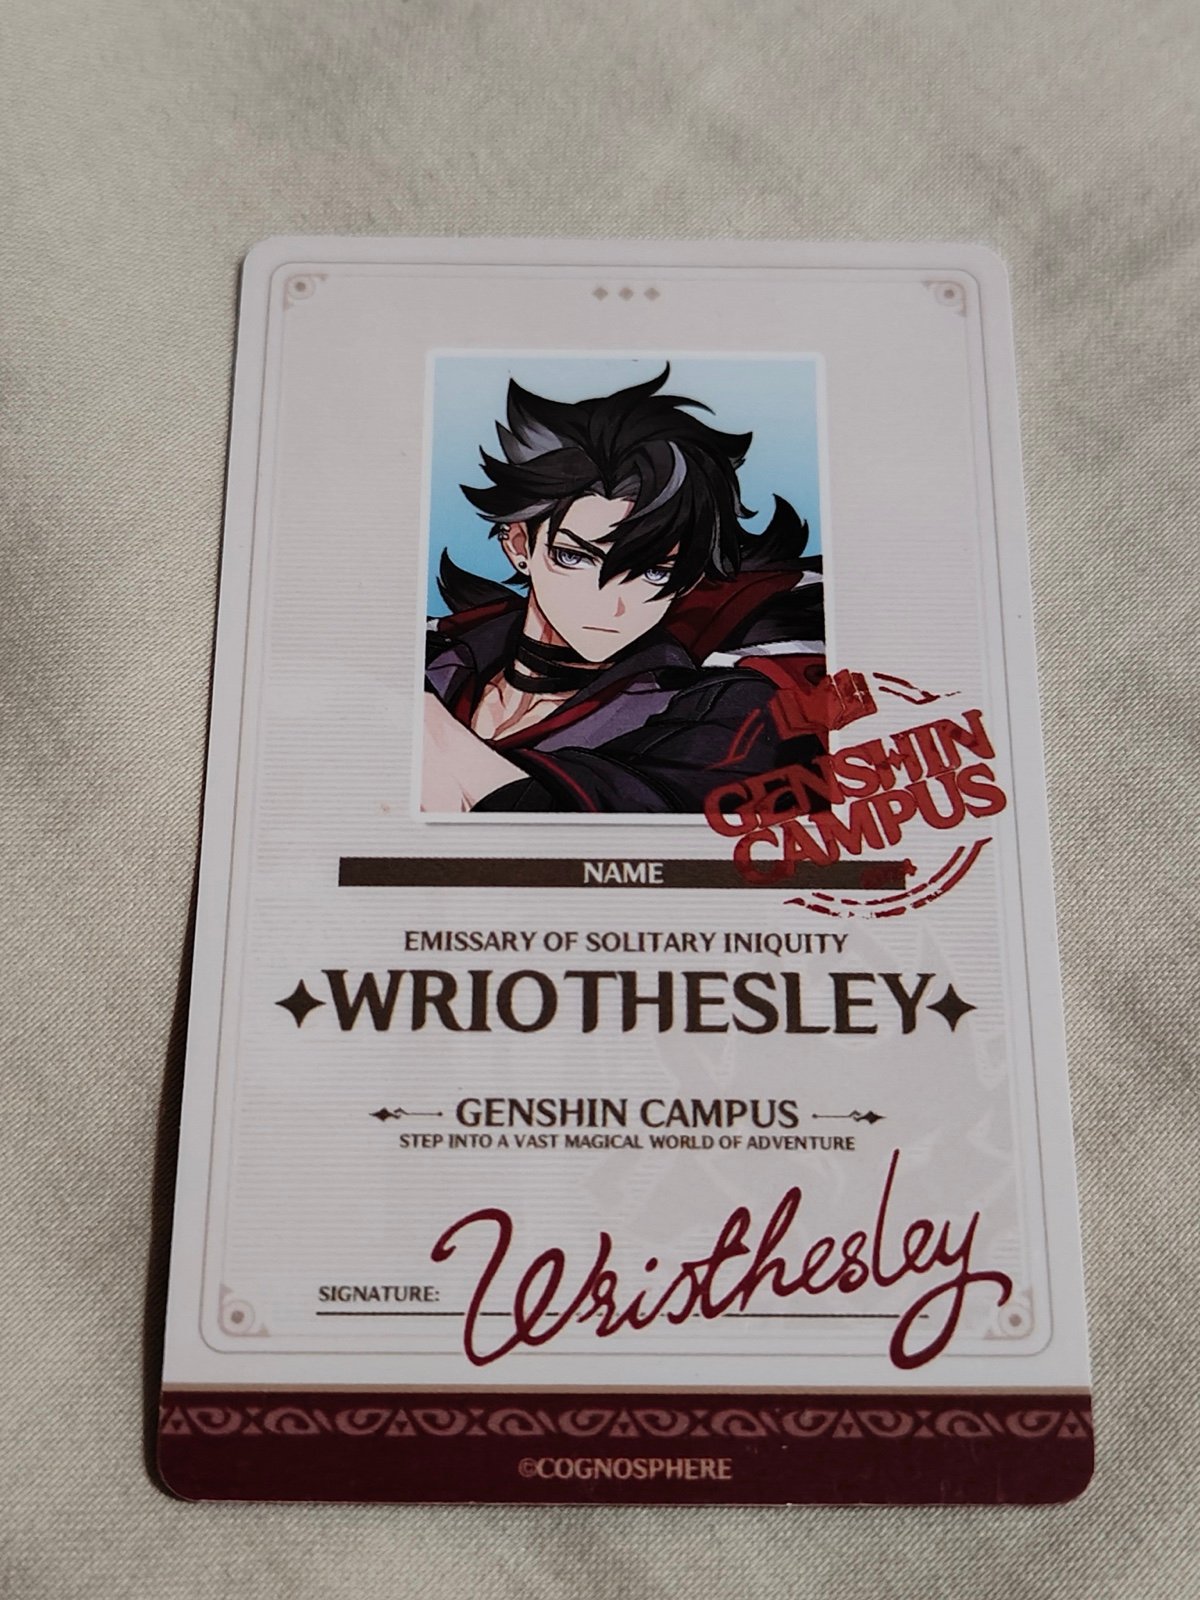 GENSHIN
CAMPUS
NAME
EMISSARY OF SOLITARY INIQUITY
WRIOTHESLEY
GENSHIN CAMPUS
STEP INTO A VAST MAGICAL WORLD OF ADVENTURE
SIGNATURE: Wriothesley
©COGNOSPHERE